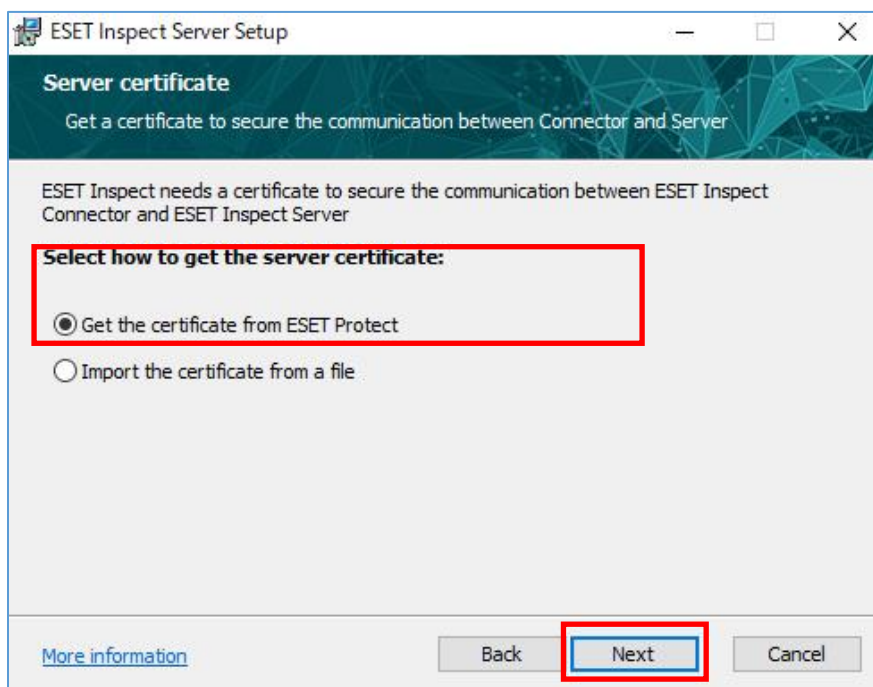 ESET Inspect Server Setup
Server certificate
Get a certificate to secure the communication between Connector and Server
ESET Inspect needs a certificate to secure the communication between ESET Inspect
Connector and ESET Inspect Server
Select how to get the server certificate:
Get the certificate from ESET Protect
Import the certificate from a file
More information
Back
Next
Cancel